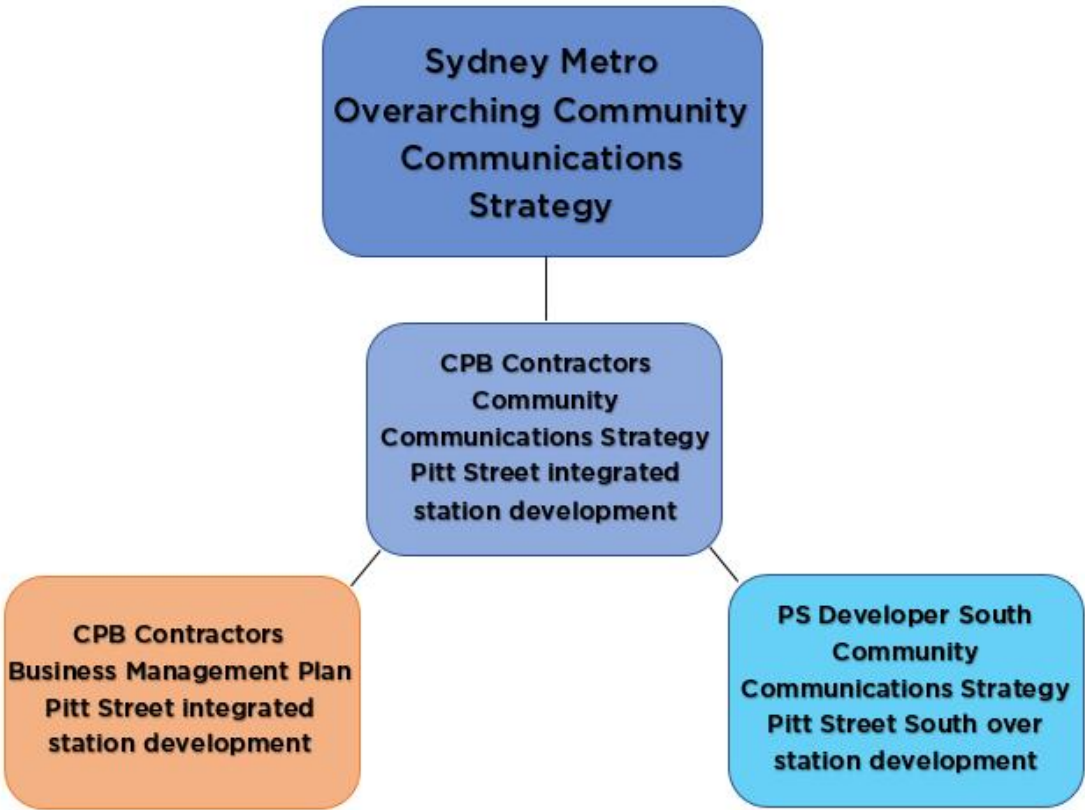 Sydney Metro
Overarching Community
Communications
Strategy
CPB Contractors
Community
Communications Strategy
Pitt Street integrated
station development
CPB Contractors
Business Management Plan
Pitt Street integrated
station development
PS Developer South
Community
Communications Strategy
Pitt Street South over
station development